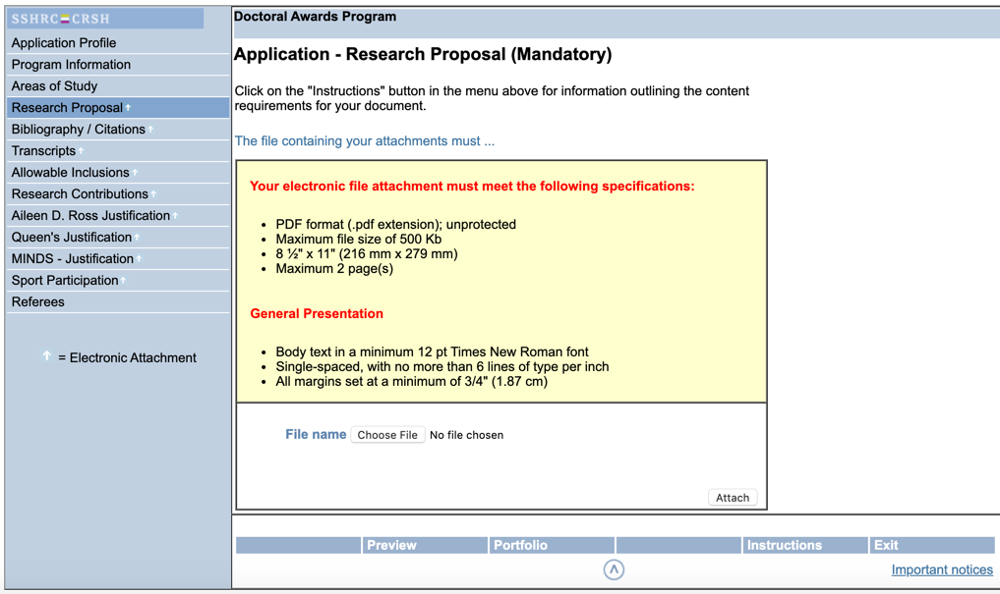 SSHRC CRSH
Application Profile
Program Information
Areas of Study
Research Proposal
Bibliography / Citations
Transcripts
Allowable Inclusions
Research Contributions
Aileen D. Ross Justification
Queen's Justification
MINDS - Justification
Sport Participation
Referees
= Electronic Attachment
Doctoral Awards Program
Application - Research Proposal (Mandatory)
Click on the "Instructions" button in the menu above for information outlining the content
requirements for your document.
The file containing your attachments must ...
Your electronic file attachment must meet the following specifications:
• PDF format (.pdf extension); unprotected
• Maximum file size of 500 Kb
• 8 ½" x 11" (216 mm x 279 mm)
• Maximum 2 page(s)
General Presentation
• Body text in a minimum 12 pt Times New Roman font
• Single-spaced, with no more than 6 lines of type per inch
• All margins set at a minimum of 3/4" (1.87 cm)
File name Choose File No file chosen
Attach
Preview Portfolio Instructions Exit
Important notices